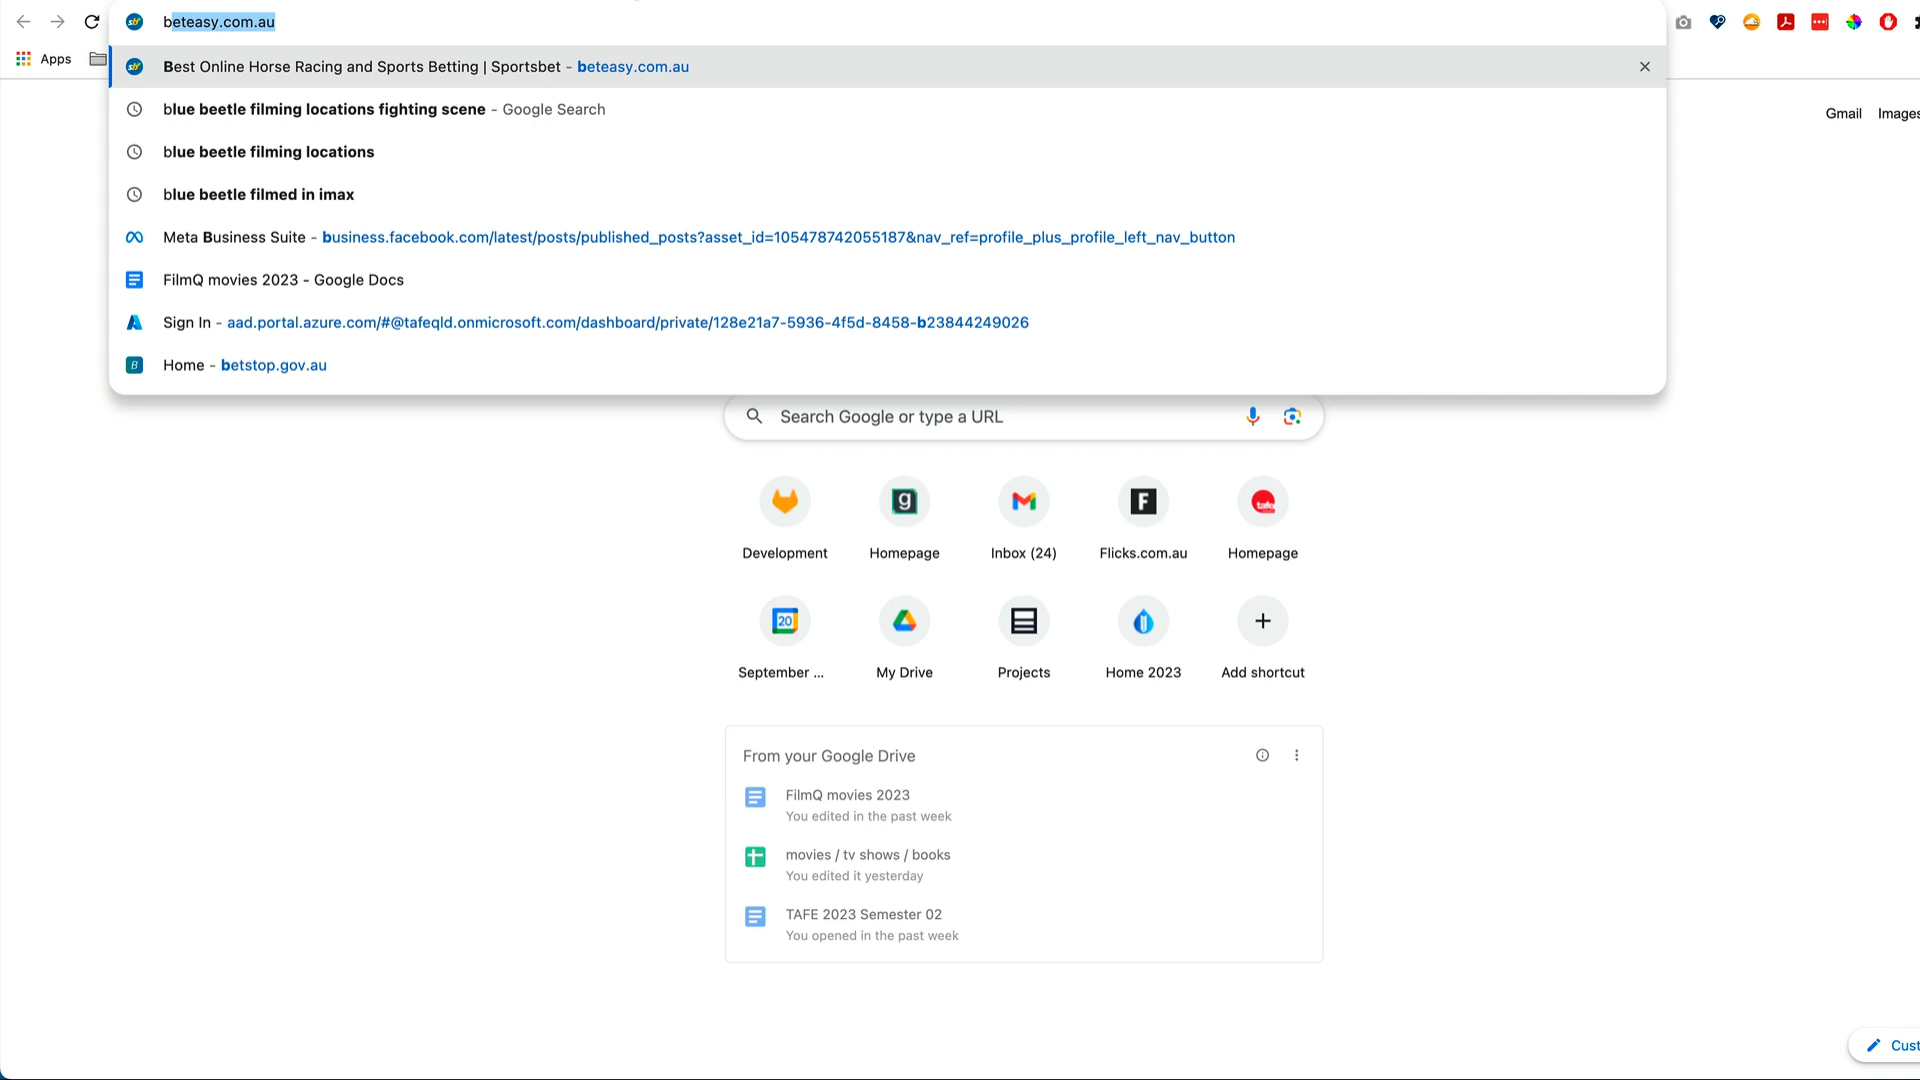 beteasy.com.au
Apps
Best Online Horse Racing and Sports Betting | Sportsbet - beteasy.com.au
blue beetle filming locations fighting scene - Google Search
blue beetle filming locations
blue beetle filmed in imax
Meta Business Suite - business.facebook.com/latest/posts/published_posts?asset_id=105478742055187&nav_ref=profile_plus_profile_left_nav_button
FilmQ movies 2023 - Google Docs
Sign In - aad.portal.azure.com/#@tafeqld.onmicrosoft.com/dashboard/private/128e21a7-5936-4f5d-8458-b23844249026
Home - betstop.gov.au
Gmail Images
Search Google or type a URL
Development Homepage Inbox (24) Flicks.com.au Homepage
September ... My Drive Projects Home 2023 Add shortcut
From your Google Drive
FilmQ movies 2023
You edited in the past week
movies / tv shows / books
You edited it yesterday
TAFE 2023 Semester 02
You opened in the past week
Cust